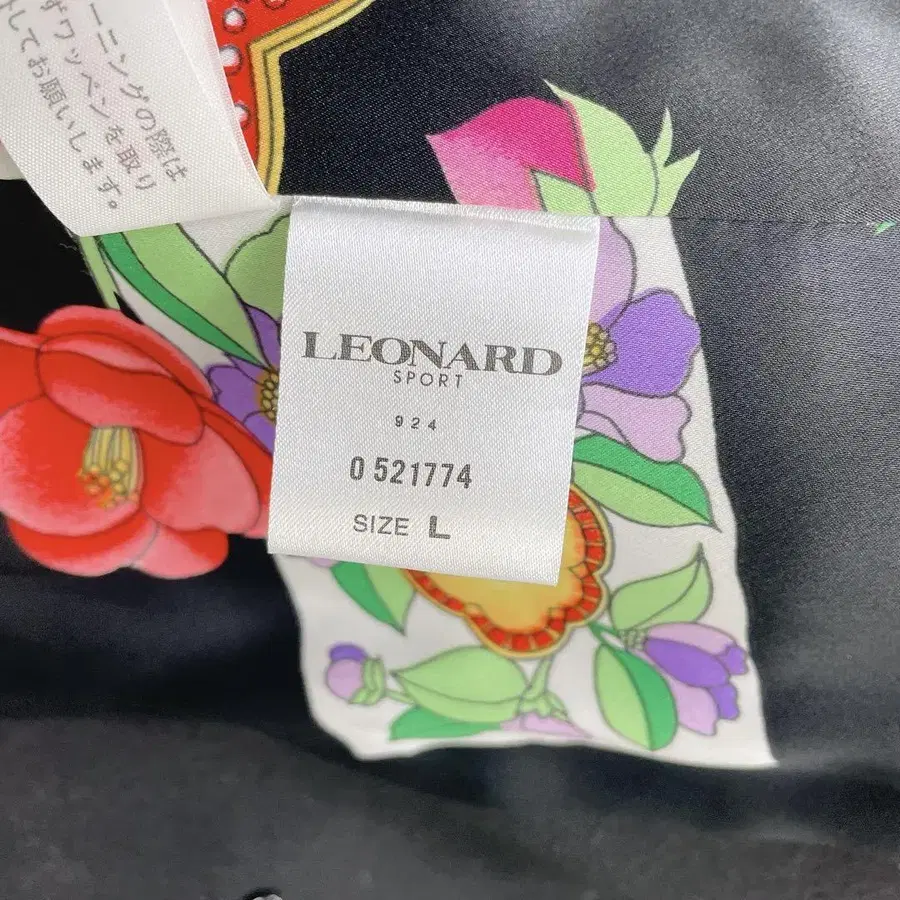 ーニングの際は
ずワッペンを取り
してお願いします。
LEONARD
SPORT
924
0 521774
SIZE L